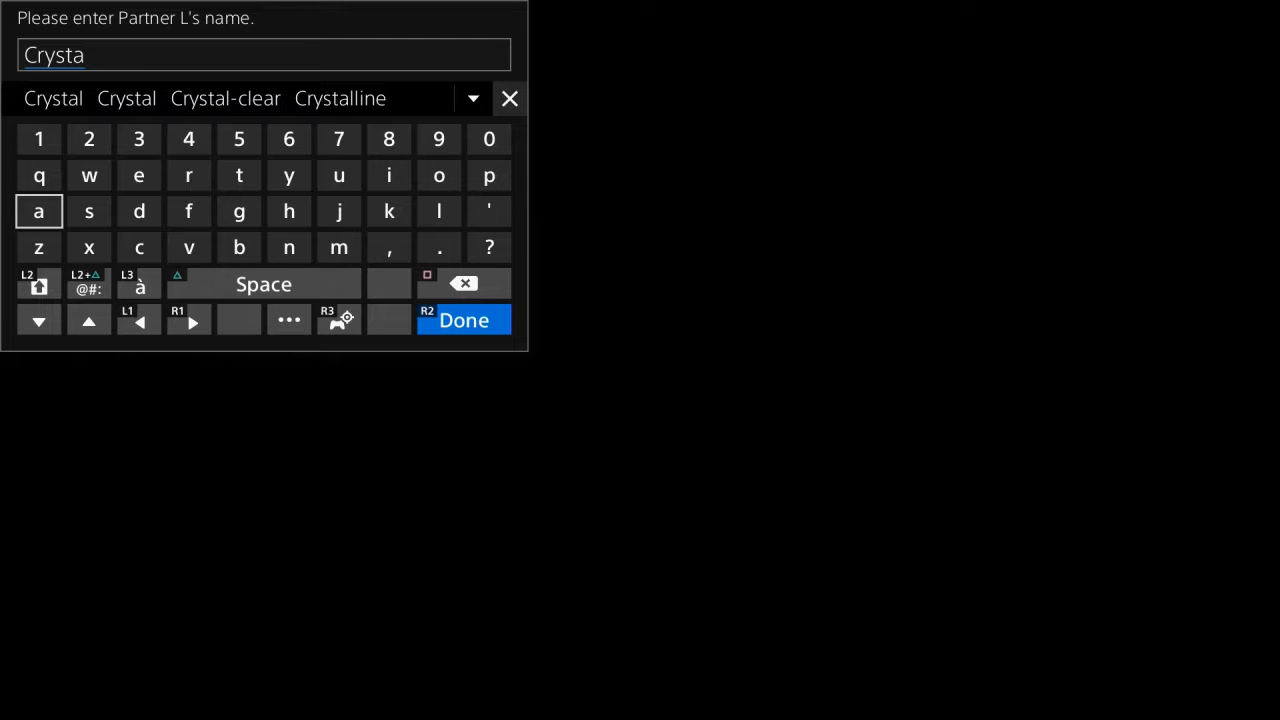 Please enter Partner L's name.
Crysta
Crystal Crystal Crystal-clear Crystalline
1 2 3 4 5 6 7 8 9 0
q w e r t y u i o p
a s d f g h j k l '
z x c v b n m , . ?
L2 L2+△ @#: L3 à △ Space □
L1 R1 ••• R3 R2 Done